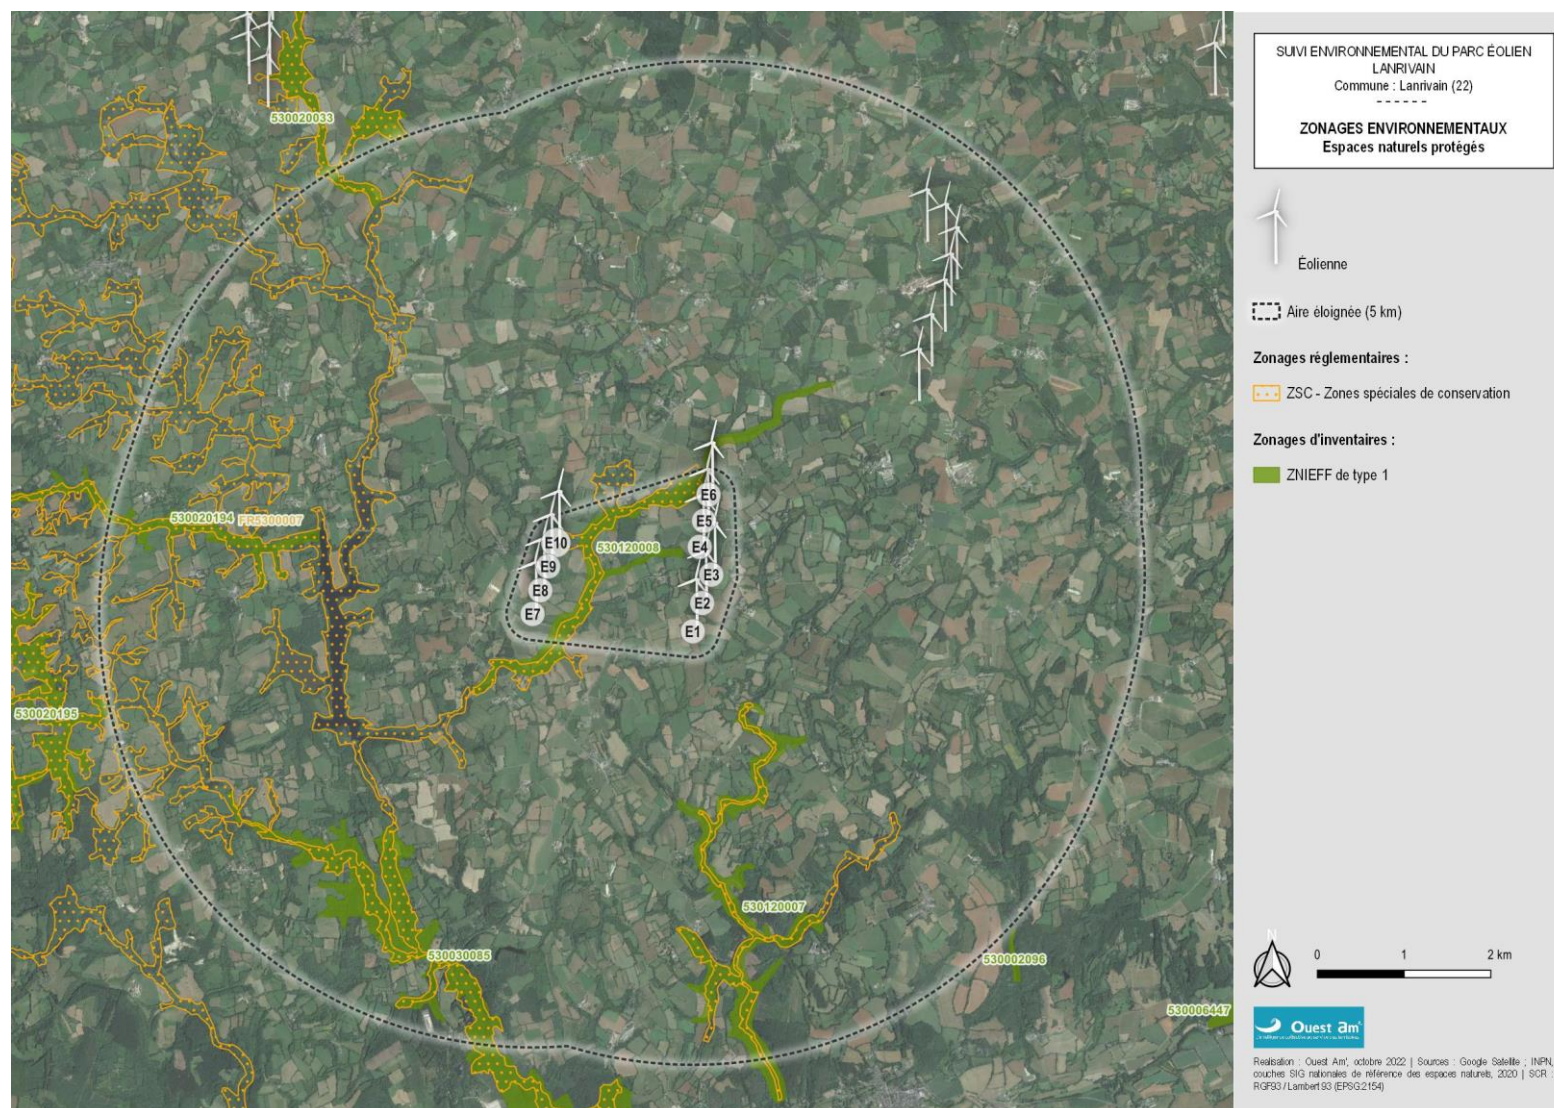 SUIVI ENVIRONNEMENTAL DU PARC ÉOLIEN
LANRIVAIN
Commune : Lanrivain (22)
ZONAGES ENVIRONNEMENTAUX
Espaces naturels protégés
Éolienne
Aire éloignée (5 km)
Zonages réglementaires :
ZSC - Zones spéciales de conservation
Zonages d'inventaires :
ZNIEFF de type 1
530020033
530020194
FR5300007
530120008
E6
E5
E4
E3
E2
E1
E10
E9
E8
E7
530020195
530120007
530030085
530002096
530006447
N
0 1 2 km
Ouest am'
Realisation : Ouest Am', octobre 2022 | Sources : Google Satellite ; INPN,
couches SIG nationales de référence des espaces naturels, 2020 | SCR :
RGF93 / Lambert 93 (EPSG:2154)